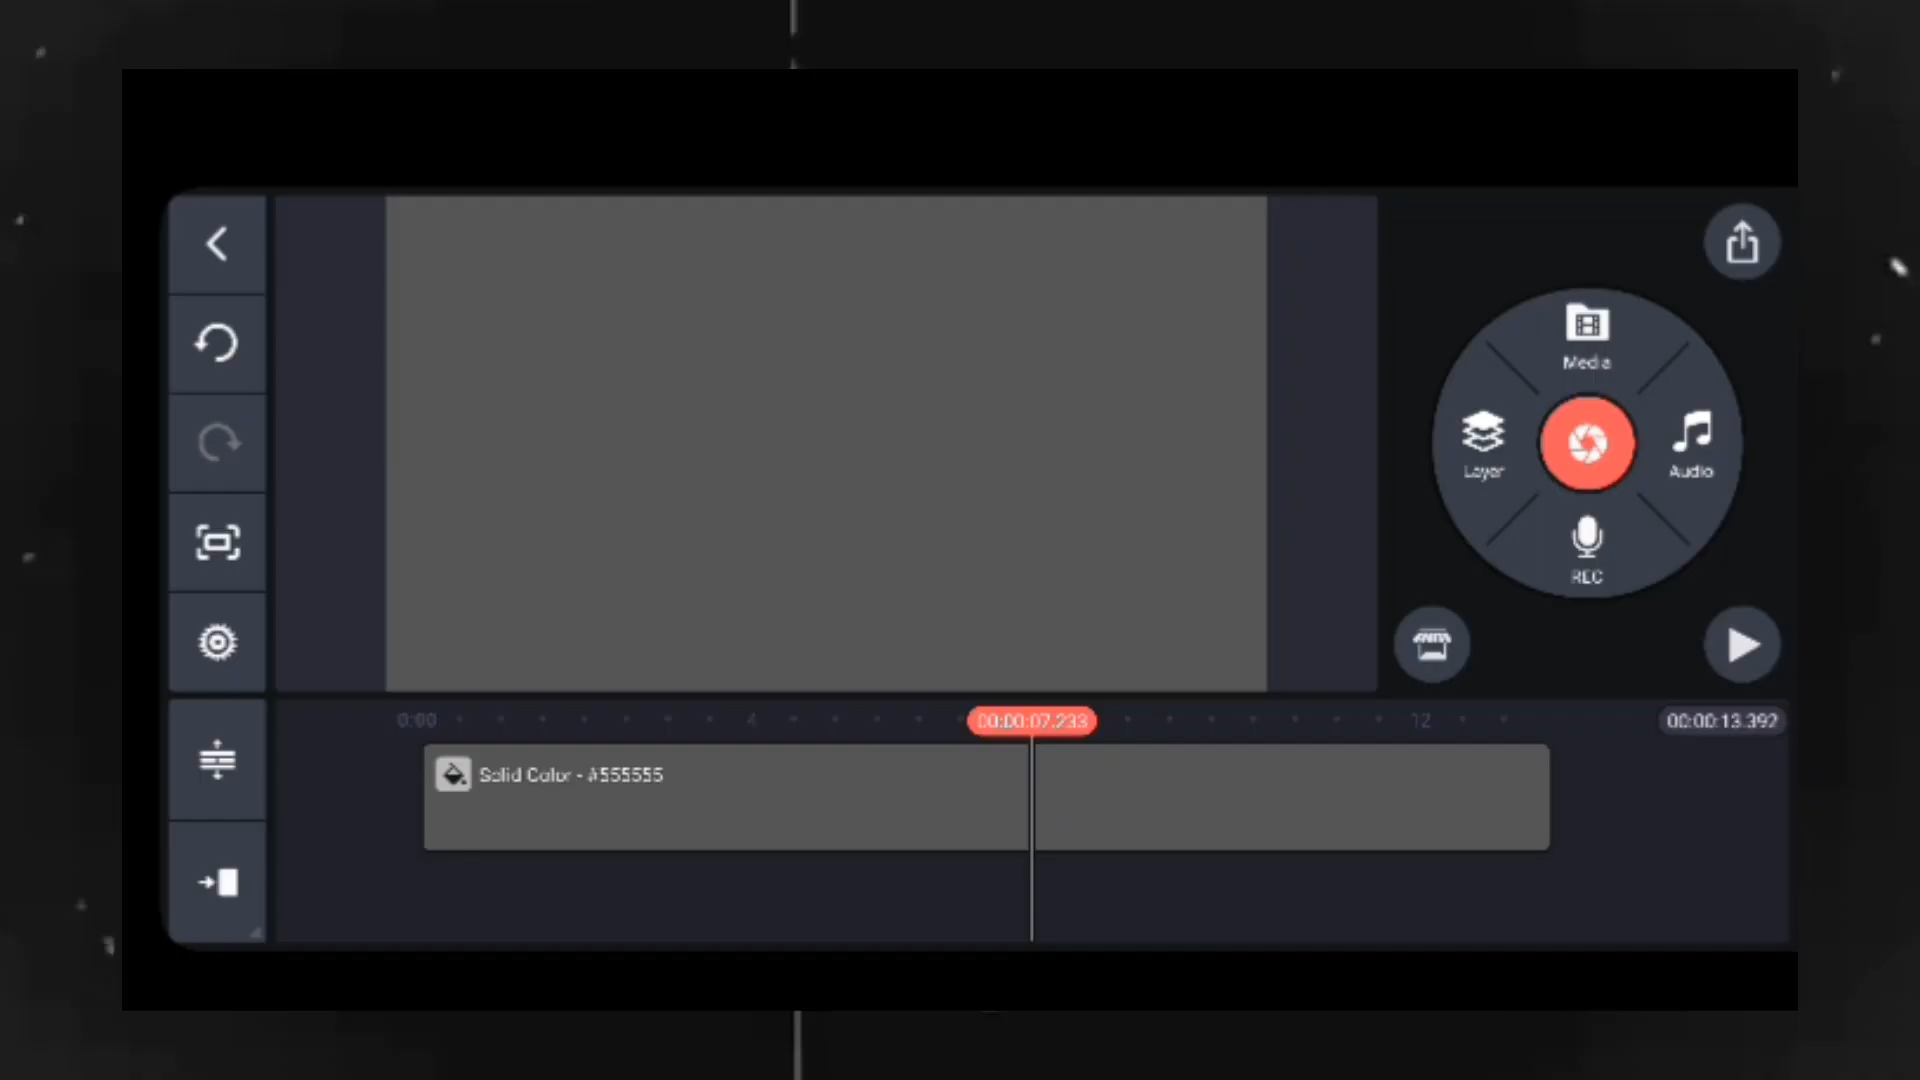 Media
Layer
Audio
REC
0:00
4
00:00:07.233
12
00:00:13.392
Solid Color - #555555